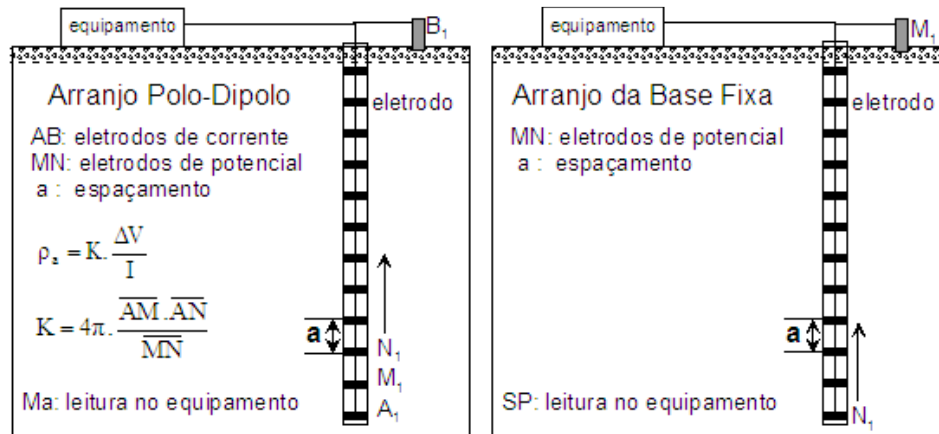 equipamento
B₁
Arranjo Polo-Dipolo
eletrodo
AB: eletrodos de corrente
MN: eletrodos de potencial
a : espaçamento
ρₐ = K. ΔV / I
K = 4π. AM .AN / MN
a
N₁
M₁
A₁
Ma: leitura no equipamento
equipamento
M₁
Arranjo da Base Fixa
eletrodo
MN: eletrodos de potencial
a : espaçamento
a
N₁
SP: leitura no equipamento